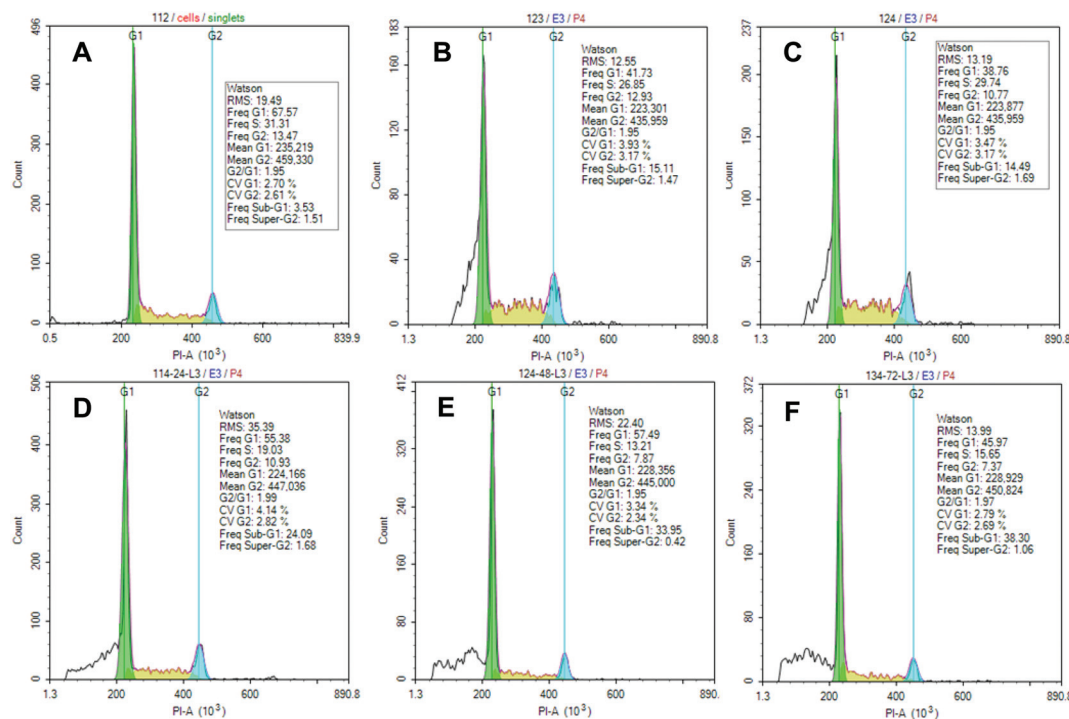 112 / cells / singlets
A
G1
G2
Watson
RMS: 19.49
Freq G1: 67.57
Freq S: 31.31
Freq G2: 13.47
Mean G1: 235,219
Mean G2: 459,330
G2/G1: 1.95
CV G1: 2.70 %
CV G2: 2.61 %
Freq Sub-G1: 3.53
Freq Super-G2: 1.51
Count
496
400
300
200
100
0
0.5
200
400
600
839.9
PI-A (10³)
123 / E3 / P4
B
G1
G2
Watson
RMS: 12.55
Freq G1: 41.73
Freq S: 26.85
Freq G2: 12.93
Mean G1: 223,301
Mean G2: 435,959
G2/G1: 1.95
CV G1: 3.93 %
CV G2: 3.17 %
Freq Sub-G1: 15.11
Freq Super-G2: 1.47
Count
183
160
120
80
40
0
1.3
200
400
600
890.8
PI-A (10³)
124 / E3 / P4
C
G1
G2
Watson
RMS: 13.19
Freq G1: 38.76
Freq S: 29.74
Freq G2: 10.77
Mean G1: 223,877
Mean G2: 435,959
G2/G1: 1.95
CV G1: 3.47 %
CV G2: 3.17 %
Freq Sub-G1: 14.49
Freq Super-G2: 1.69
Count
237
200
150
100
50
0
1.3
200
400
600
890.8
PI-A (10³)
114-24-L3 / E3 / P4
D
G1
G2
Watson
RMS: 35.39
Freq G1: 55.38
Freq S: 19.03
Freq G2: 10.93
Mean G1: 224,166
Mean G2: 447,036
G2/G1: 1.99
CV G1: 4.14 %
CV G2: 2.82 %
Freq Sub-G1: 24.09
Freq Super-G2: 1.68
Count
506
400
300
200
100
0
1.3
200
400
600
890.8
PI-A (10³)
124-48-L3 / E3 / P4
E
G1
G2
Watson
RMS: 22.40
Freq G1: 57.49
Freq S: 13.21
Freq G2: 7.87
Mean G1: 228,356
Mean G2: 445,000
G2/G1: 1.95
CV G1: 3.34 %
CV G2: 2.34 %
Freq Sub-G1: 33.95
Freq Super-G2: 0.42
Count
412
320
240
160
80
0
1.3
200
400
600
890.
PI-A (10³)
134-72-L3 / E3 / P4
F
G1
G2
Watson
RMS: 13.99
Freq G1: 45.97
Freq S: 15.65
Freq G2: 7.37
Mean G1: 228,929
Mean G2: 450,824
G2/G1: 1.97
CV G1: 2.79 %
CV G2: 2.69 %
Freq Sub-G1: 38.30
Freq Super-G2: 1.06
Count
372
320
240
160
80
0
1.3
200
400
600
890.8
PI-A (10³)